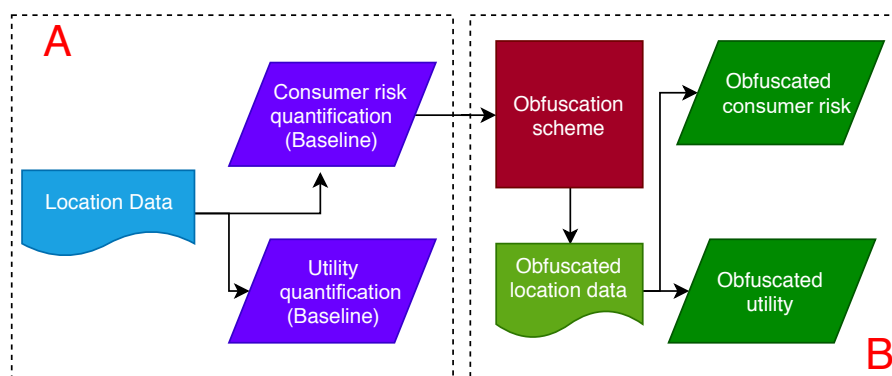 A
Location Data
Consumer risk
quantification
(Baseline)
Utility
quantification
(Baseline)
Obfuscation
scheme
Obfuscated
location data
Obfuscated
consumer risk
Obfuscated
utility
B